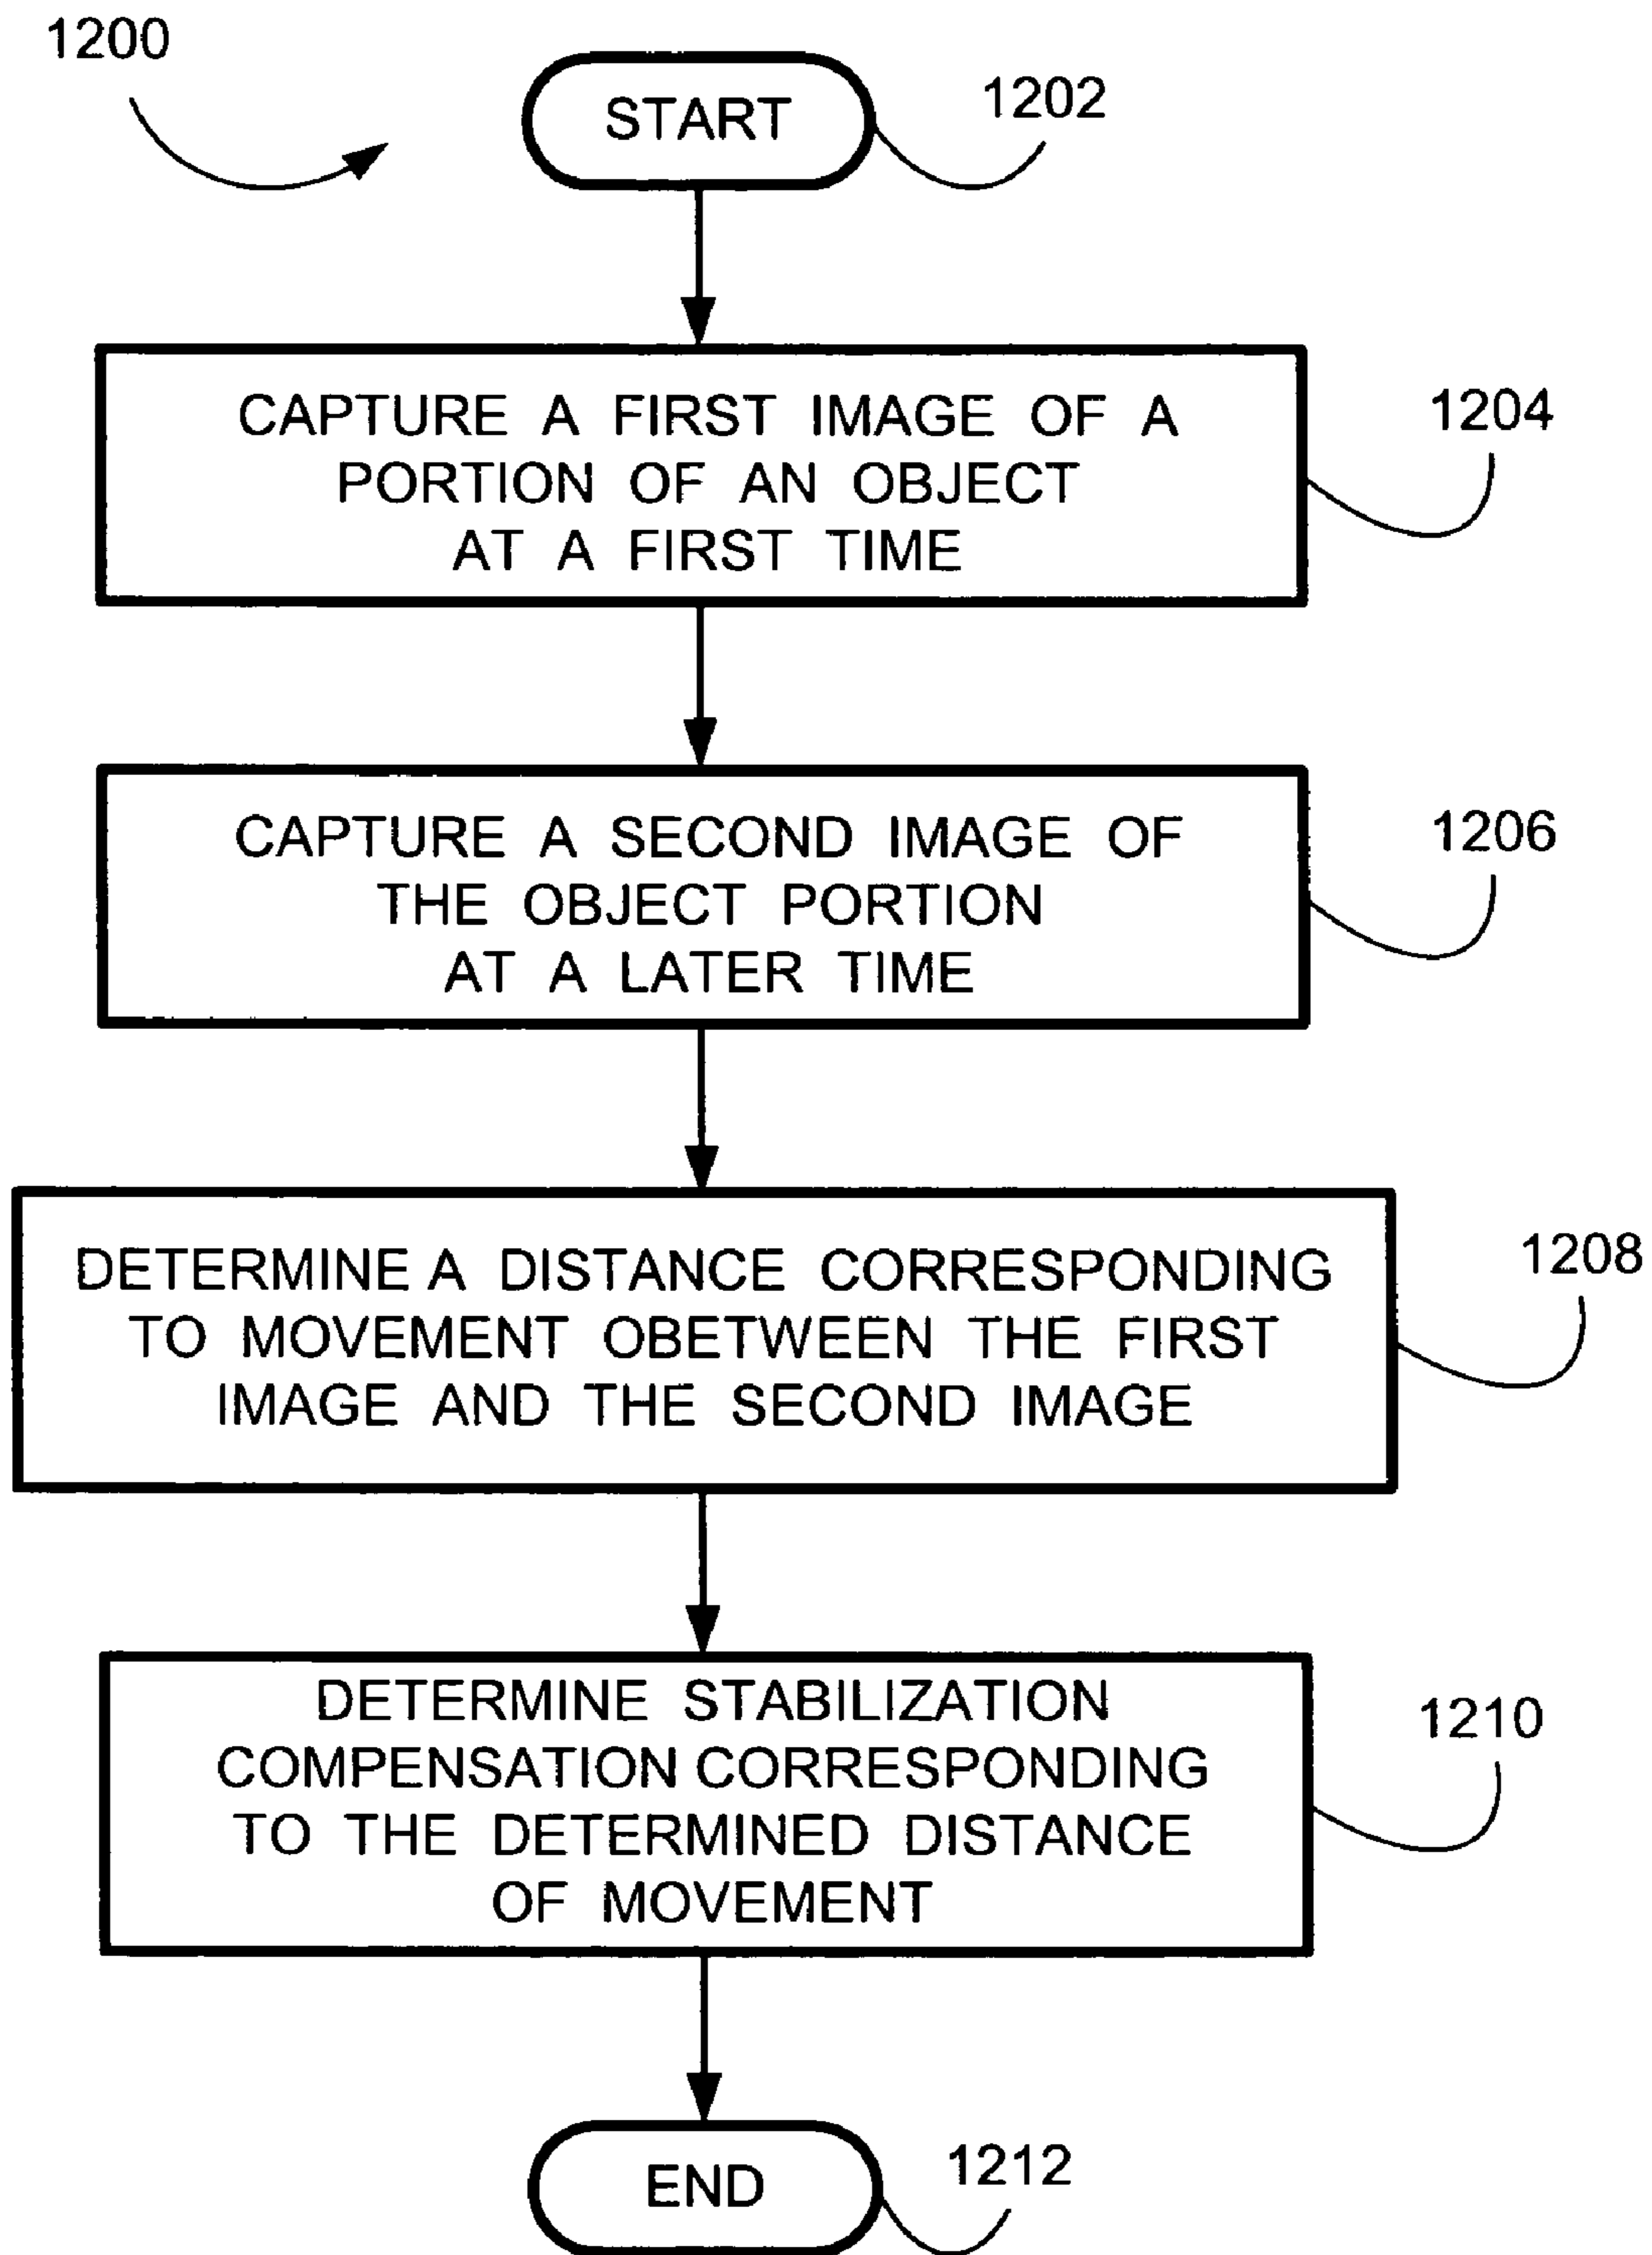 1200
START
1202
CAPTURE A FIRST IMAGE OF A
PORTION OF AN OBJECT
AT A FIRST TIME
1204
CAPTURE A SECOND IMAGE OF
THE OBJECT PORTION
AT A LATER TIME
1206
DETERMINE A DISTANCE CORRESPONDING
TO MOVEMENT OBETWEEN THE FIRST
IMAGE AND THE SECOND IMAGE
1208
DETERMINE STABILIZATION
COMPENSATION CORRESPONDING
TO THE DETERMINED DISTANCE
OF MOVEMENT
1210
END
1212